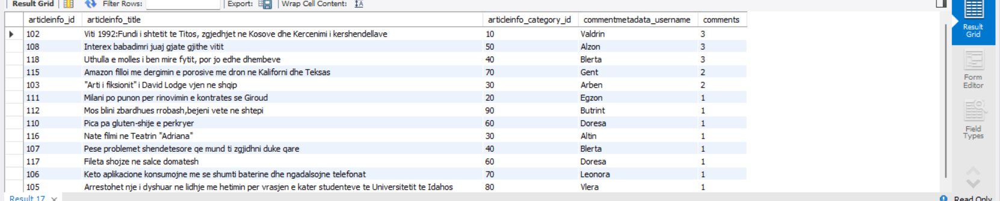 Result Grid Filter Rows: Export: Wrap Cell Content:
articleinfo_id articleinfo_title articleinfo_category_id commentmetadata_username comments
102 Viti 1992:Fundi i shtetit te Titos, zgjedhjet ne Kosove dhe Kercenimi i kershendellave 10 Valdrin 3
108 Interex babadimri juaj gjate gjithe vitit 50 Alzon 3
118 Uthulla e molles i ben mire fytit, por jo edhe dhembeve 40 Blerta 3
115 Amazon filloi me dergimin e porosive me dron ne Kaliforni dhe Teksas 70 Gent 2
103 "Arti i fiksionit" i David Lodge vjen ne shqip 30 Arben 2
111 Milani po punon per rinovimin e kontrates se Giroud 20 Egzon 1
112 Mos blini zbardhues rrobash,bejeni vete ne shtepi 90 Butrint 1
110 Pica pa gluten-shije e perkryer 60 Doresa 1
116 Nate filmi ne Teatrin "Adriana" 30 Altin 1
107 Pese problemet shendetesore qe mund ti zgjidhni duke qare 40 Blerta 1
117 Fileta shojze ne salce domatesh 60 Doresa 1
106 Keto aplikacione konsumojne me se shumti baterine dhe ngadalsojne telefonat 70 Leonora 1
105 Arrestohet nje i dyshuar ne lidhje me hetimin per vrasjen e kater studenteve te Universitetit te Idahos 80 Vlera 1
Result 17
Result
Grid
Form
Editor
Field
Types
Read Only